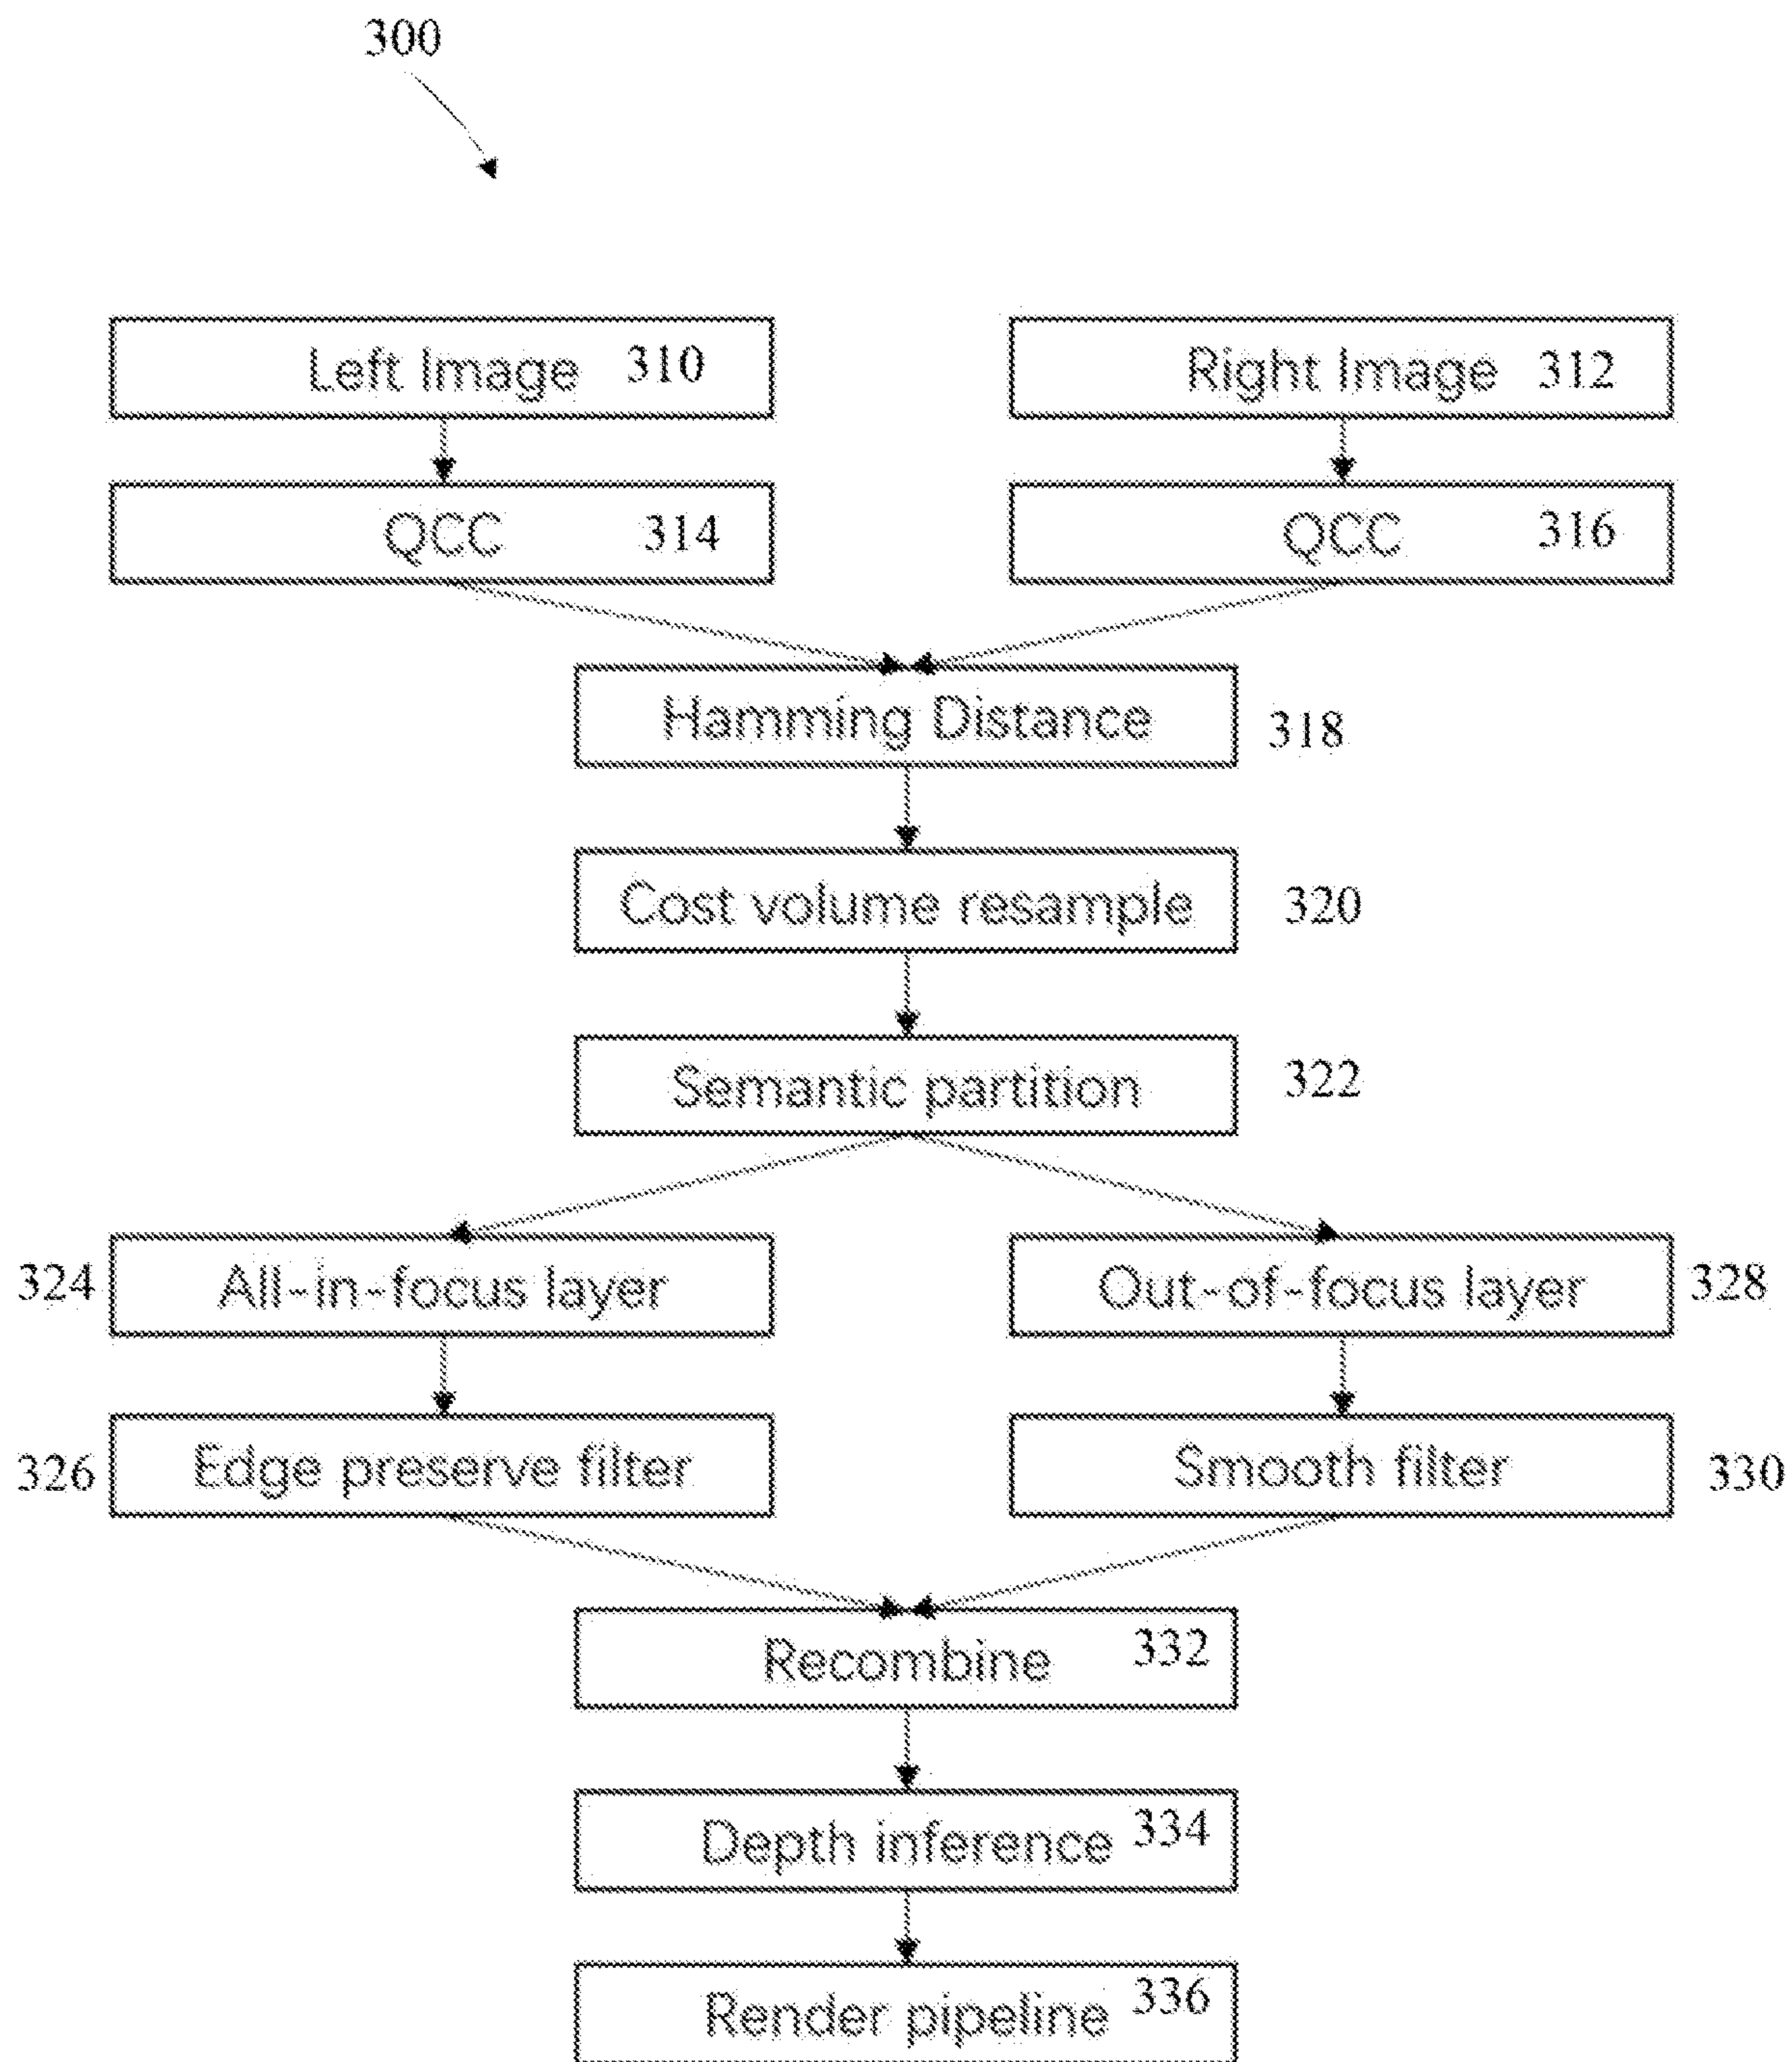 300
Left Image 310
Right Image 312
QCC 314
QCC 316
Hamming Distance 318
Cost volume resample 320
Semantic partition 322
324 All-in-focus layer
Out-of-focus layer 328
326 Edge preserve filter
Smooth filter 330
Recombine 332
Depth inference 334
Render pipeline 336